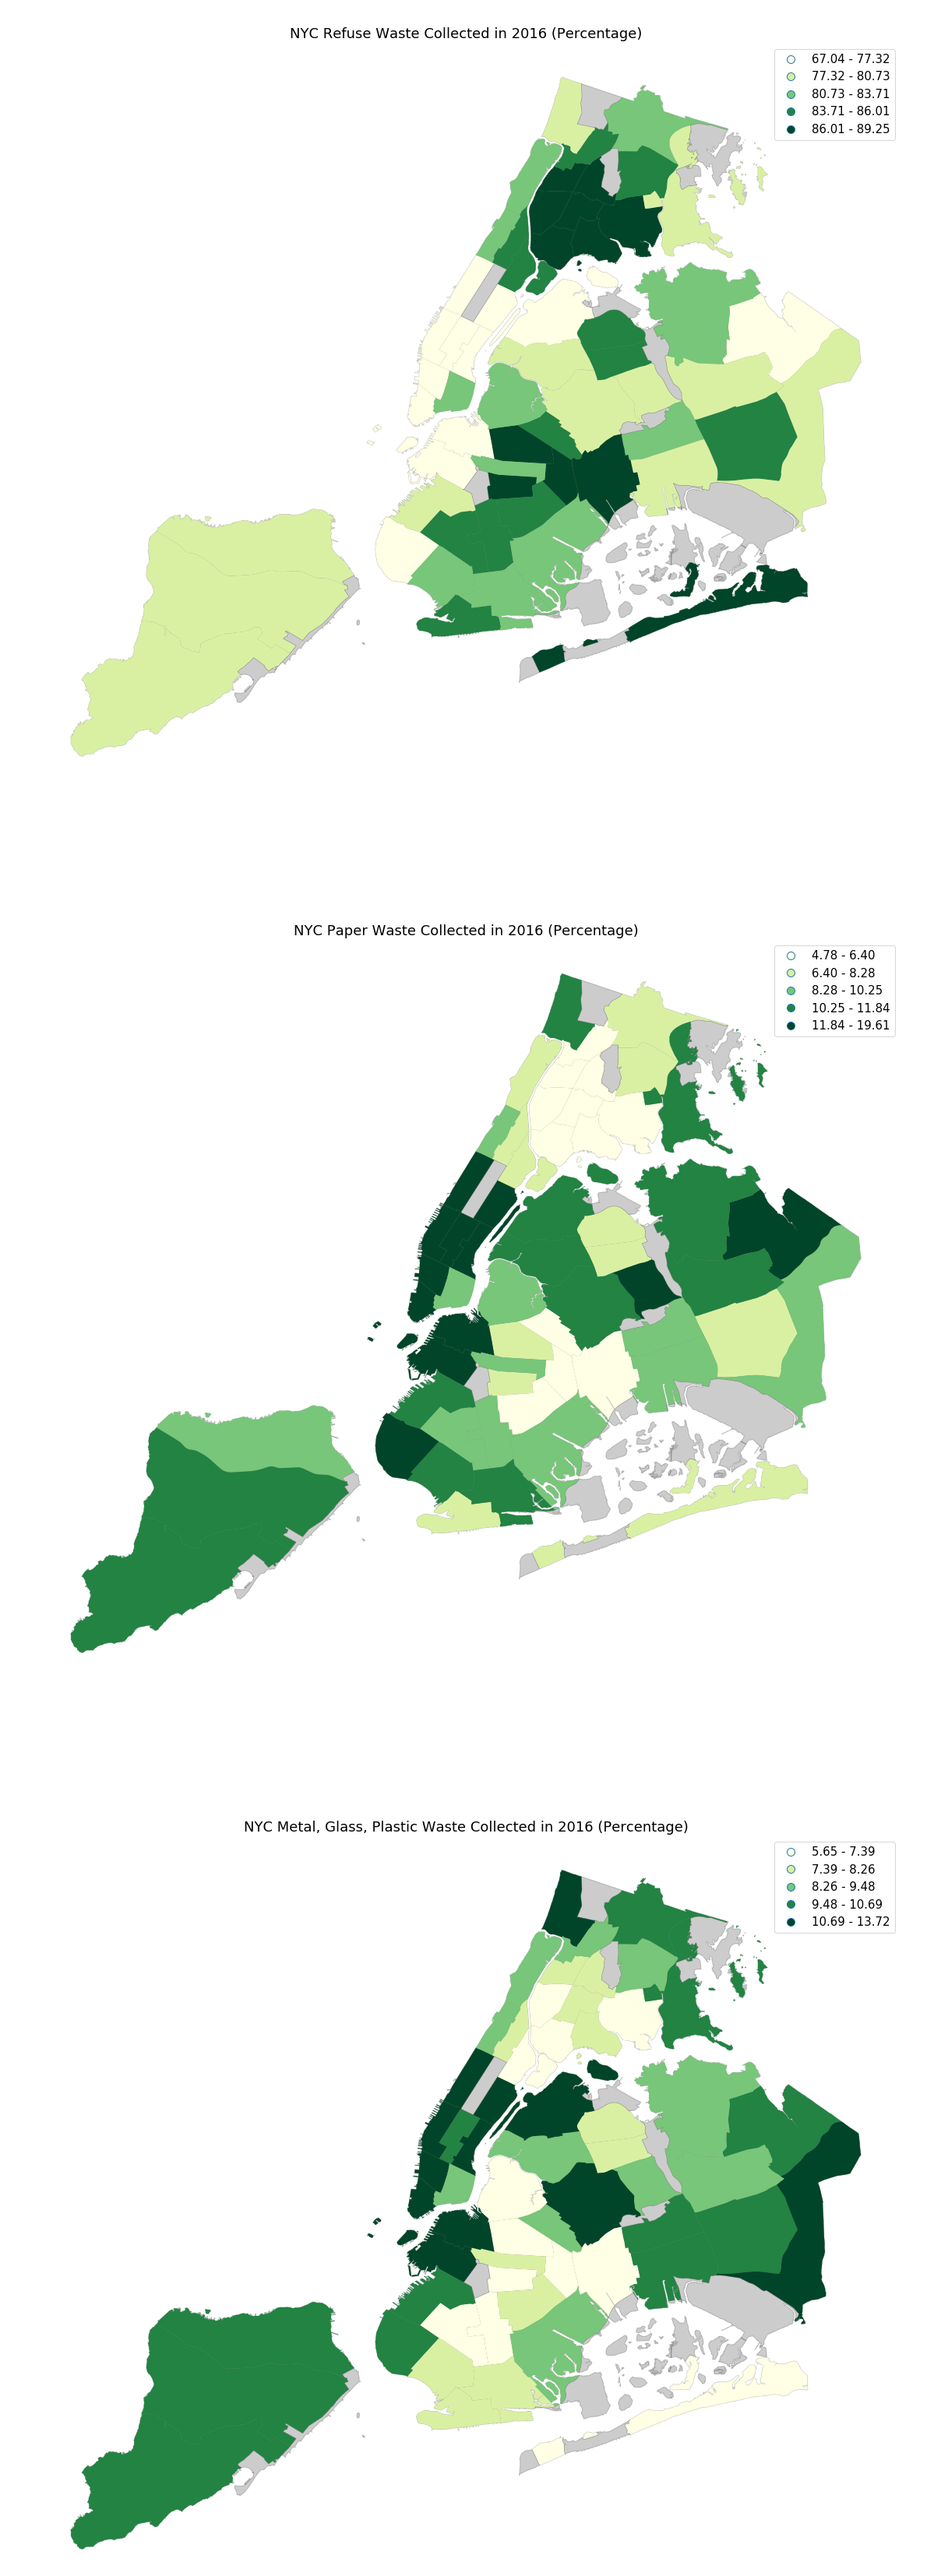 NYC Refuse Waste Collected in 2016 (Percentage)
67.04 - 77.32
77.32 - 80.73
80.73 - 83.71
83.71 - 86.01
86.01 - 89.25
NYC Paper Waste Collected in 2016 (Percentage)
4.78 - 6.40
6.40 - 8.28
8.28 - 10.25
10.25 - 11.84
11.84 - 19.61
NYC Metal, Glass, Plastic Waste Collected in 2016 (Percentage)
5.65 - 7.39
7.39 - 8.26
8.26 - 9.48
9.48 - 10.69
10.69 - 13.72